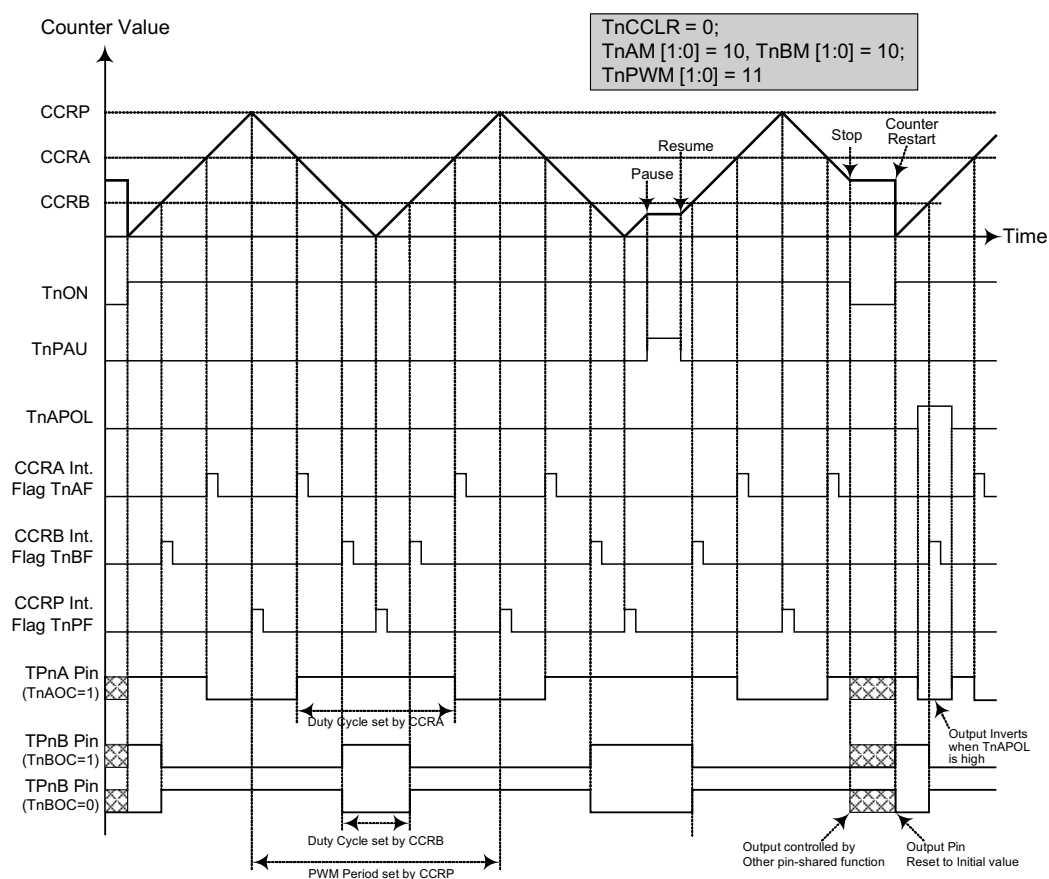 Counter Value
TnCCLR = 0;
TnAM [1:0] = 10, TnBM [1:0] = 10;
TnPWM [1:0] = 11
CCRP
CCRA
CCRB
Pause
Resume
Stop
Counter
Restart
Time
TnON
TnPAU
TnAPOL
CCRA Int.
Flag TnAF
CCRB Int.
Flag TnBF
CCRP Int.
Flag TnPF
TPnA Pin
(TnAOC=1)
Duty Cycle set by CCRA
Output Inverts
when TnAPOL
is high
TPnB Pin
(TnBOC=1)
TPnB Pin
(TnBOC=0)
Duty Cycle set by CCRB
PWM Period set by CCRP
Output controlled by
Other pin-shared function
Output Pin
Reset to Initial value